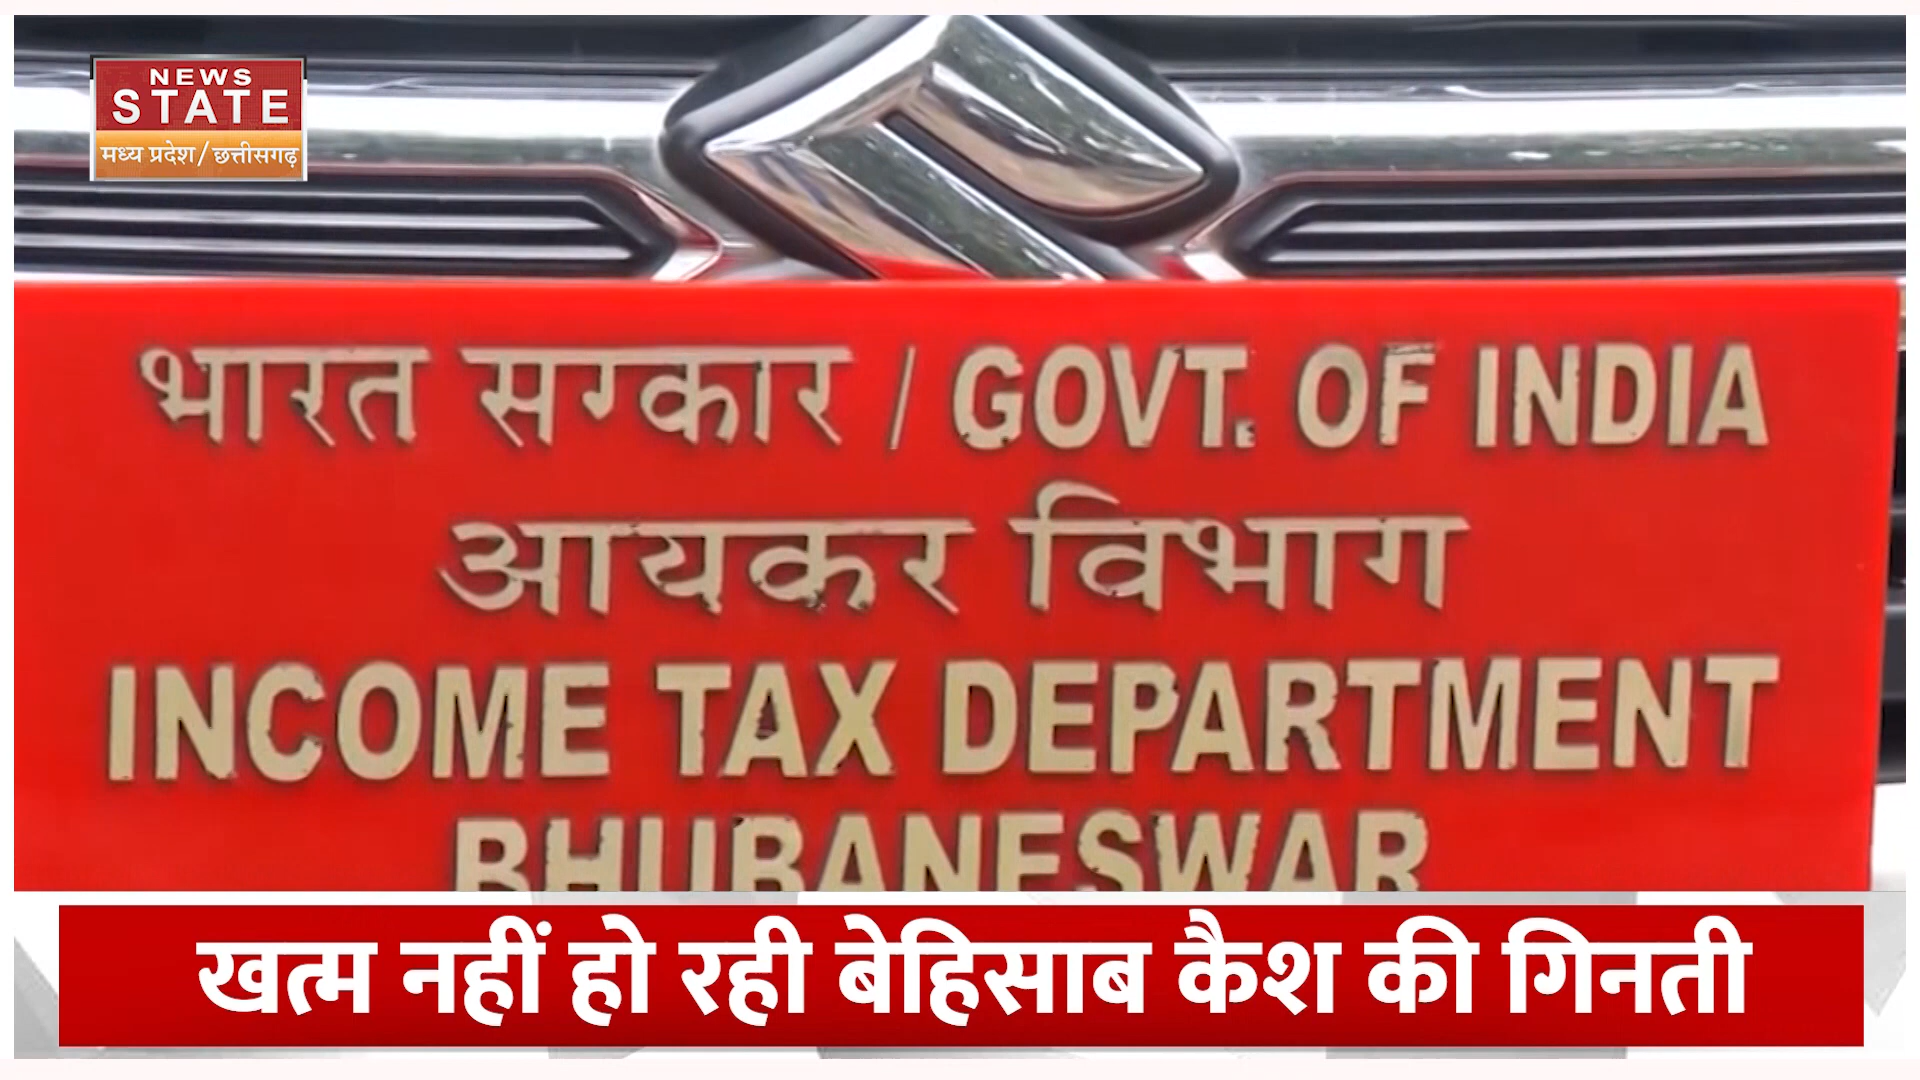 NEWS
STATE
मध्य प्रदेश/छत्तीसगढ़
भारत सरकार / GOVT. OF INDIA
आयकर विभाग
INCOME TAX DEPARTMENT
BHUBANESWAR
खत्म नहीं हो रही बेहिसाब कैश की गिनती